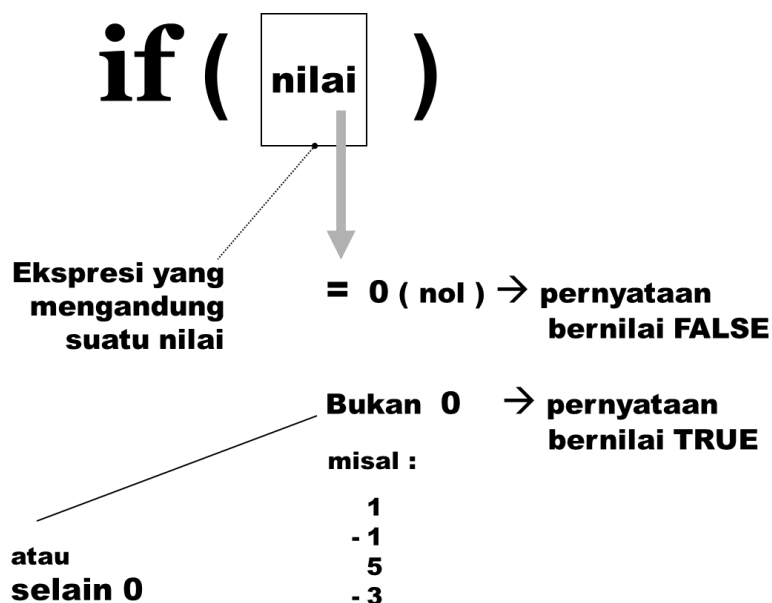 if ( nilai )
Ekspresi yang
mengandung
suatu nilai
= 0 ( nol ) → pernyataan
bernilai FALSE
Bukan 0 → pernyataan
bernilai TRUE
misal :
1
- 1
5
- 3
atau
selain 0